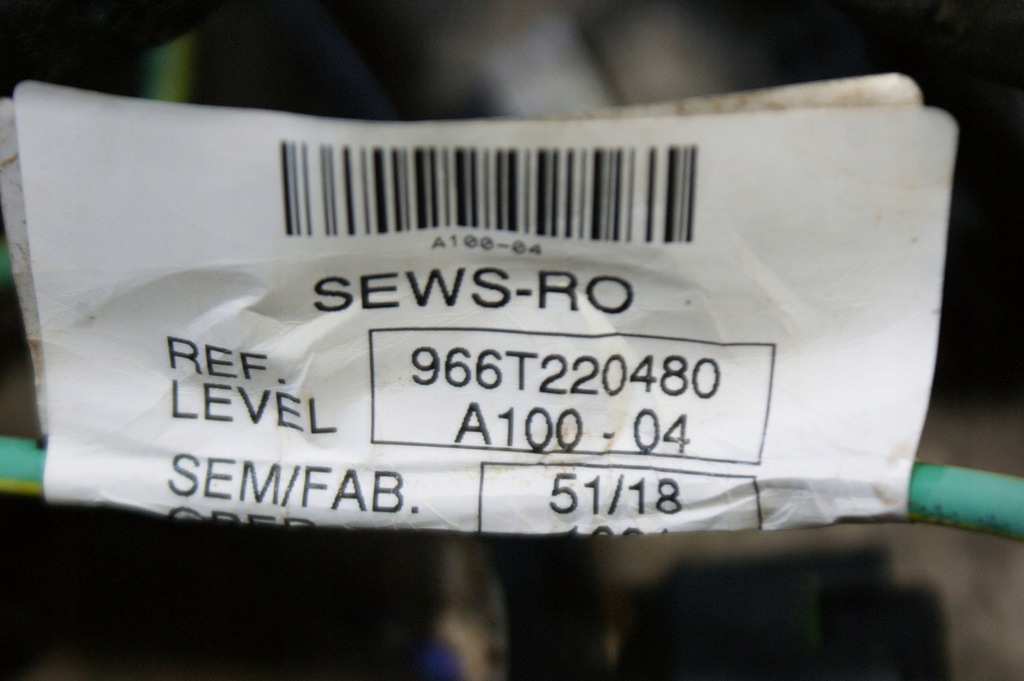 A100-04
SEWS-RO
REF. 966T220480
LEVEL A100 - 04
SEM/FAB. 51/18